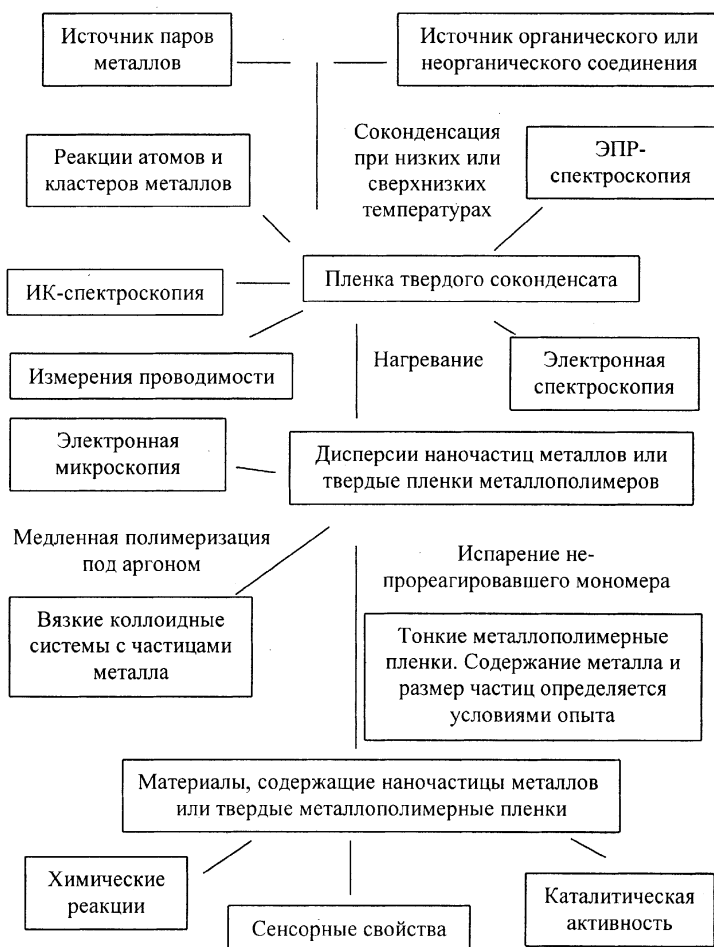 Источник паров
металлов
Источник органического или
неорганического соединения
Реакции атомов и
кластеров металлов
Соконденсация
при низких или
сверхнизких
температурах
ЭПР-
спектроскопия
ИК-спектроскопия
Пленка твердого соконденсата
Измерения проводимости
Нагревание
Электронная
спектроскопия
Электронная
микроскопия
Дисперсии наночастиц металлов или
твердые пленки металлополимеров
Медленная полимеризация
под аргоном
Испарение не-
прореагировавшего мономера
Вязкие коллоидные
системы с частицами
металла
Тонкие металлополимерные
пленки. Содержание металла и
размер частиц определяется
условиями опыта
Материалы, содержащие наночастицы металлов
или твердые металлополимерные пленки
Химические
реакции
Сенсорные свойства
Каталитическая
активность